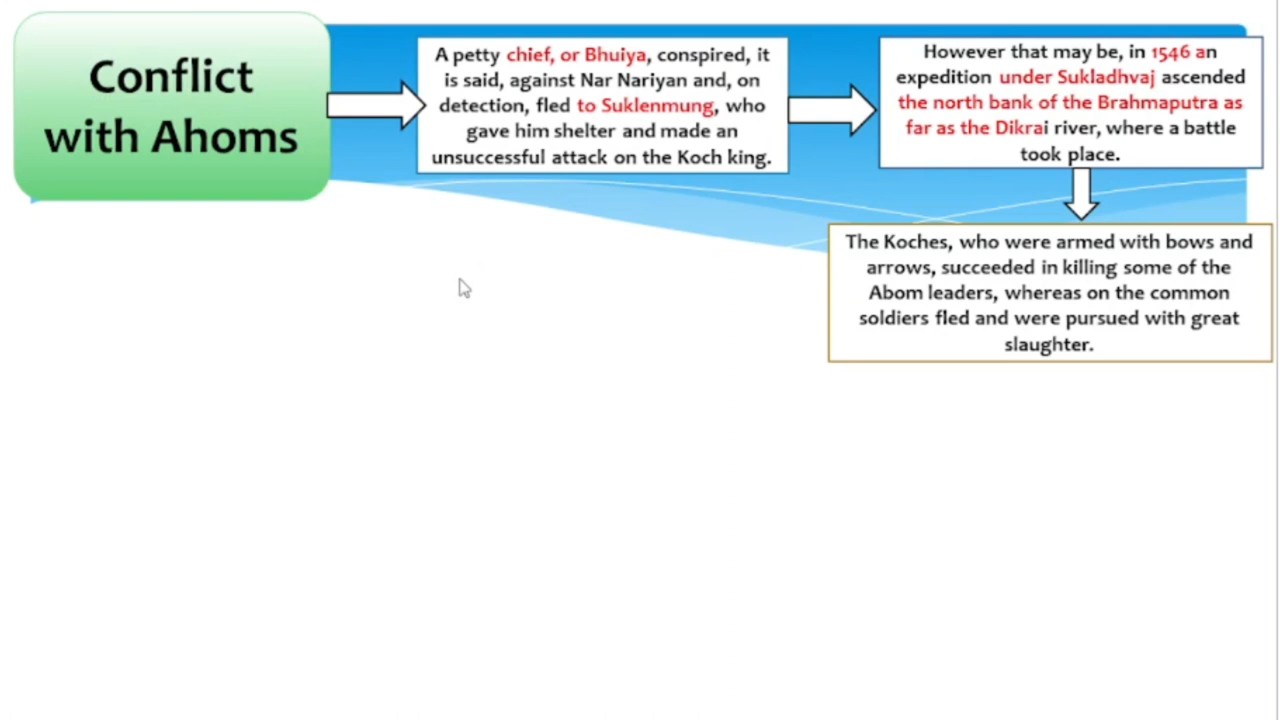 Conflict
with Ahoms
A petty chief, or Bhuiya, conspired, it
is said, against Nar Nariyan and, on
detection, fled to Suklenmung, who
gave him shelter and made an
unsuccessful attack on the Koch king.
However that may be, in 1546 an
expedition under Sukladhvaj ascended
the north bank of the Brahmaputra as
far as the Dikrai river, where a battle
took place.
The Koches, who were armed with bows and
arrows, succeeded in killing some of the
Abom leaders, whereas on the common
soldiers fled and were pursued with great
slaughter.